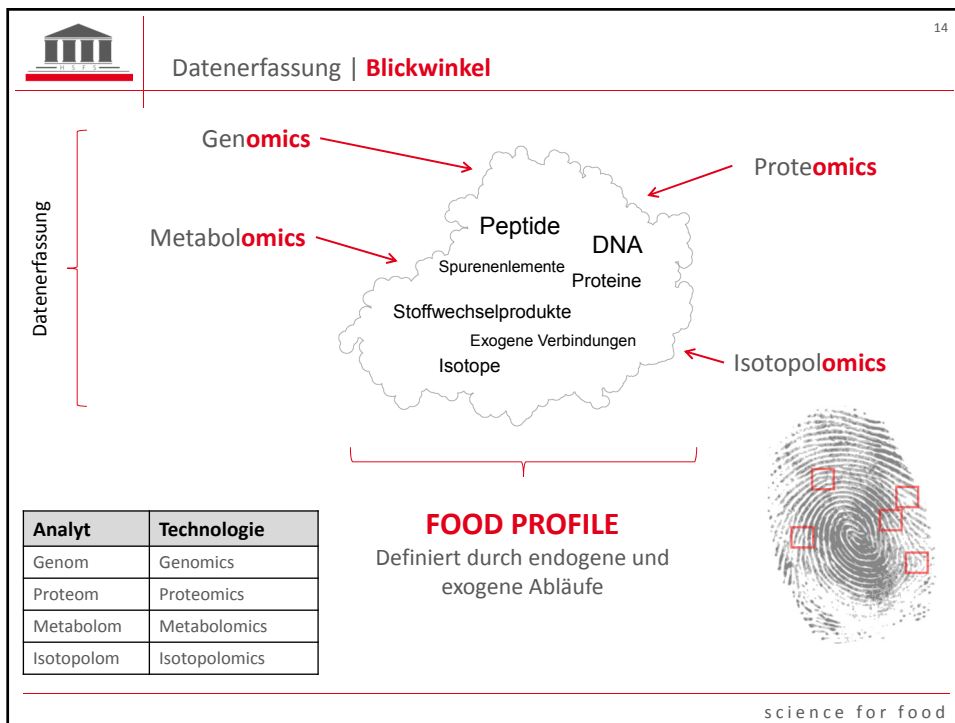 14
H S F S
Datenerfassung | Blickwinkel
Datenerfassung
Genomics
Proteomics
Metabolomics
Isotopolomics
Peptide
DNA
Spurenenlemente
Proteine
Stoffwechselprodukte
Exogene Verbindungen
Isotope
FOOD PROFILE
Definiert durch endogene und
exogene Abläufe
Analyt Technologie
Genom Genomics
Proteom Proteomics
Metabolom Metabolomics
Isotopolom Isotopolomics
science for food